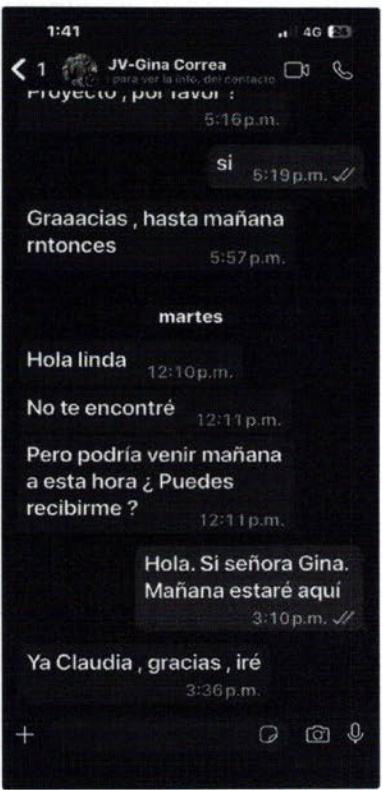 1:41 4G
1 JV-Gina Correa
para ver la info. del contacto
Proyecto , por favor ?
5:16 p.m.
si
5:19 p.m.
Graaacias , hasta mañana
rntonces
5:57 p.m.
martes
Hola linda
12:10 p.m.
No te encontré
12:11 p.m.
Pero podría venir mañana
a esta hora ¿ Puedes
recibirme ?
12:11 p.m.
Hola. Si señora Gina.
Mañana estaré aquí
3:10 p.m.
Ya Claudia , gracias , iré
3:36 p.m.